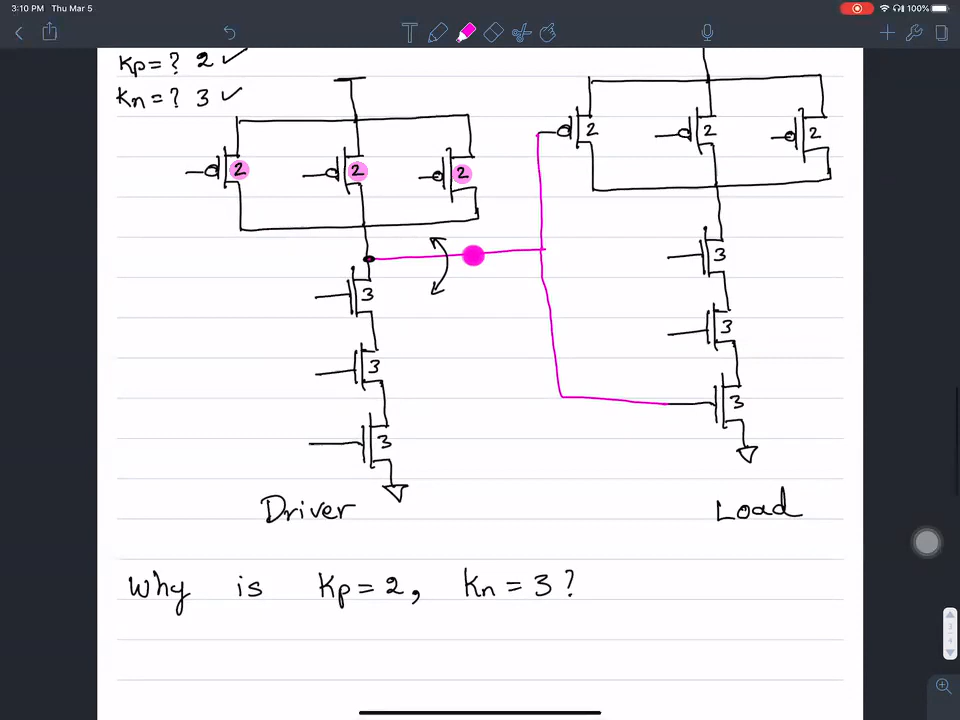 3:10 PM Thu Mar 5
100%
T
Kp = ? 2 ✓
Kn = ? 3 ✓
2 2 2
2 2 2
3
3
3
3
3
3
Driver
Load
Why is Kp = 2, Kn = 3 ?